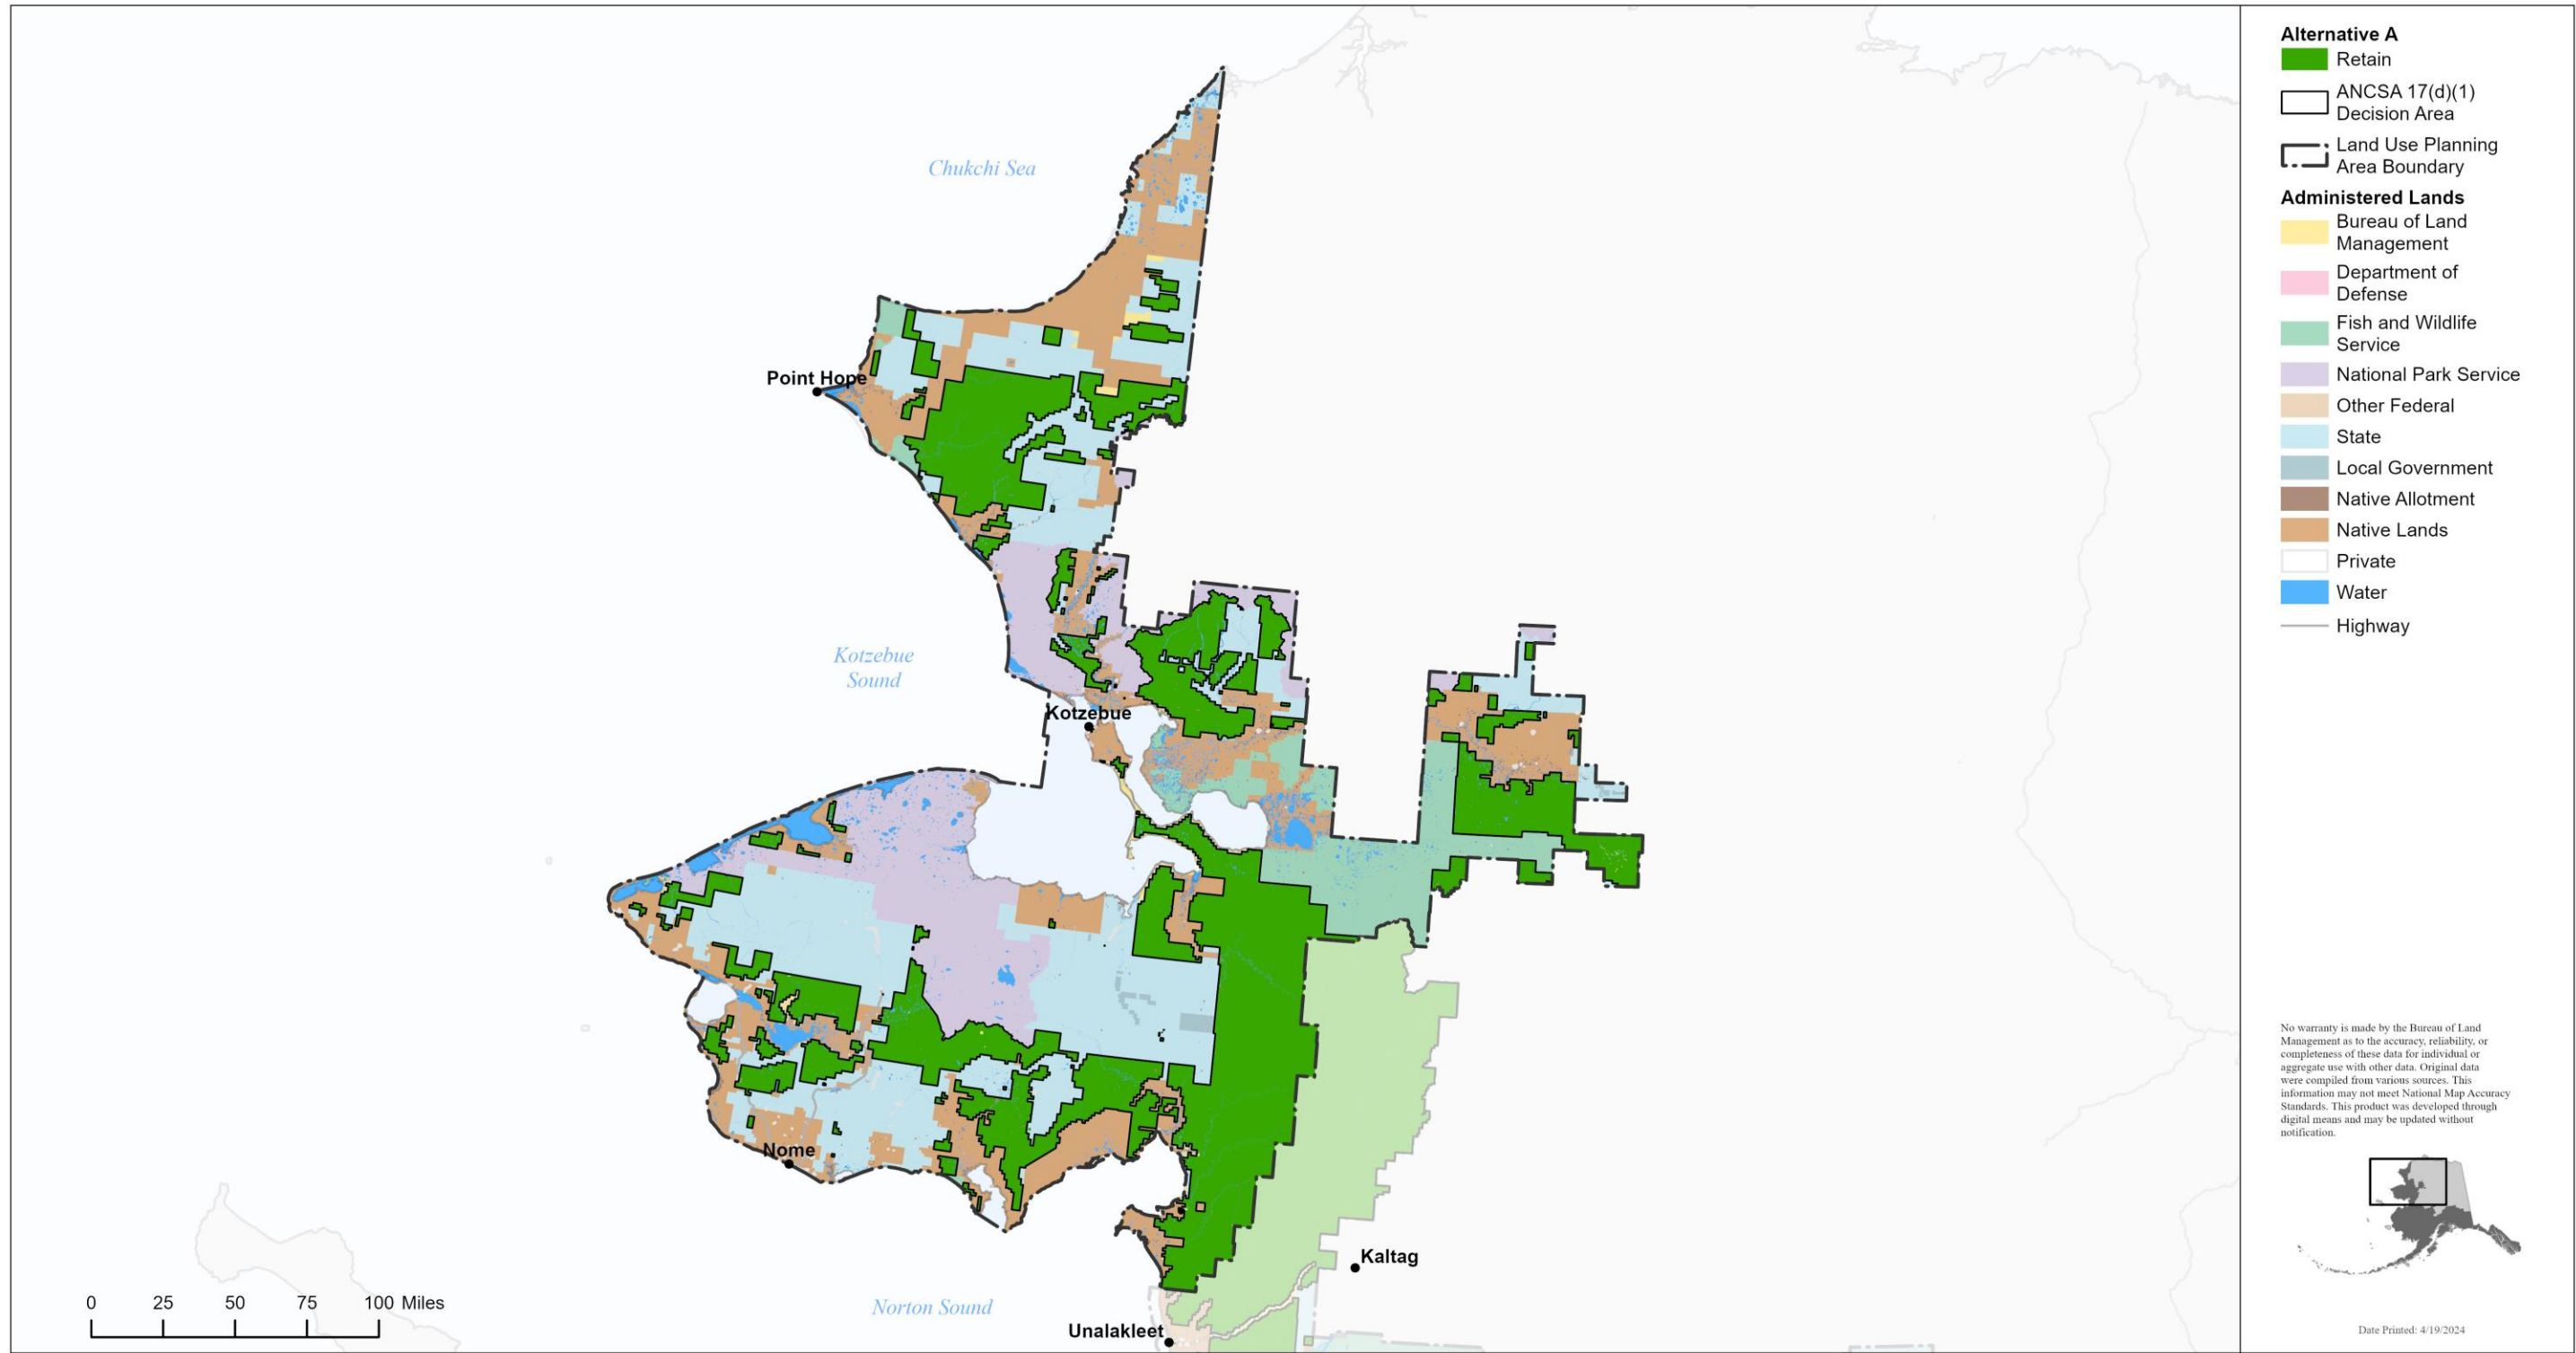 Chukchi Sea
Point Hope
Kotzebue
Sound
Kotzebue
Nome
Kaltag
Norton Sound
Unalakleet
0 25 50 75 100 Miles
Alternative A
Retain
ANCSA 17(d)(1)
Decision Area
Land Use Planning
Area Boundary
Administered Lands
Bureau of Land
Management
Department of
Defense
Fish and Wildlife
Service
National Park Service
Other Federal
State
Local Government
Native Allotment
Native Lands
Private
Water
Highway
No warranty is made by the Bureau of Land
Management as to the accuracy, reliability, or
completeness of these data for individual or
aggregate use with other data. Original data
were compiled from various sources. This
information may not meet National Map Accuracy
Standards. This product was developed through
digital means and may be updated without
notification.
Date Printed: 4/19/2024